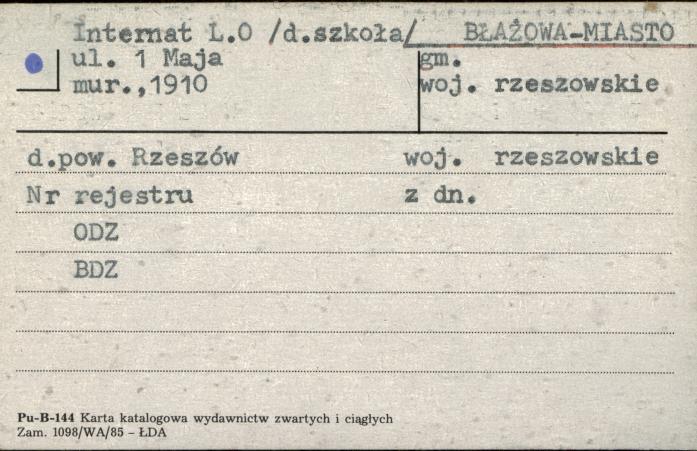 Internat L.O /d.szkoła/ BŁAŻOWA-MIASTO
ul. 1 Maja gm.
mur.,1910 woj. rzeszowskie
d.pow. Rzeszów woj. rzeszowskie
Nr rejestru z dn.
ODZ
BDZ
Pu-B-144 Karta katalogowa wydawnictw zwartych i ciągłych
Zam. 1098/WA/85 – ŁDA